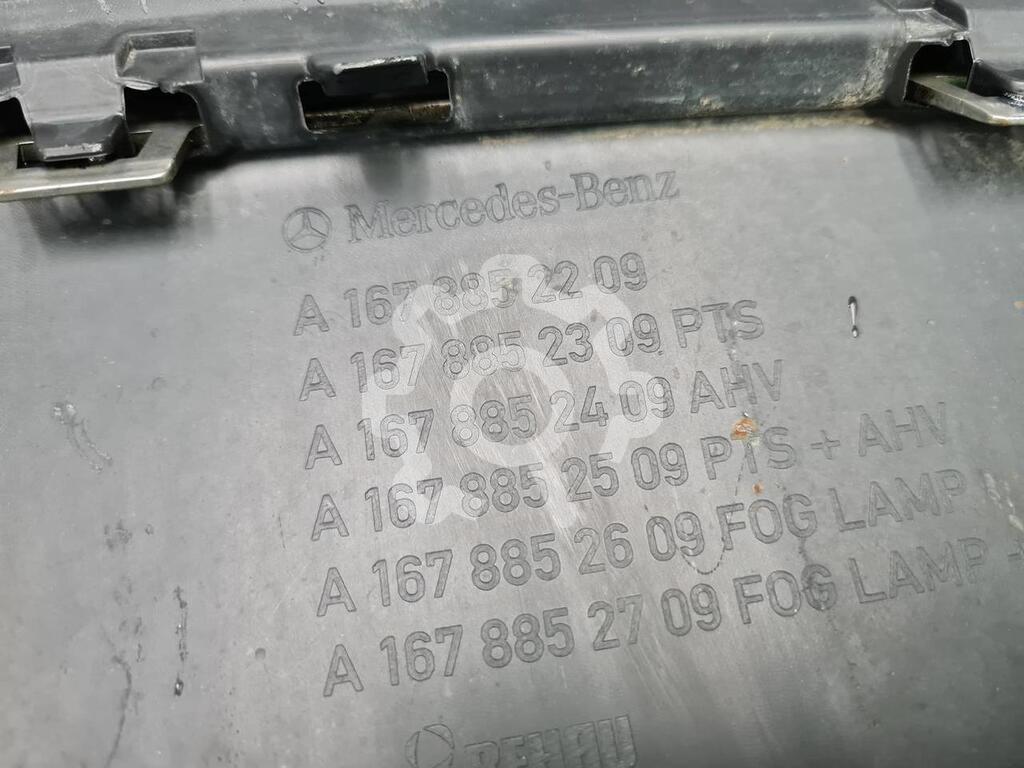 Mercedes-Benz
A 167 885 22 09
A 167 885 23 09 PTS
A 167 885 24 09 AHV
A 167 885 25 09 PTS + AHV
A 167 885 26 09 FOG LAMP
A 167 885 27 09 FOG LAMP
REHAU